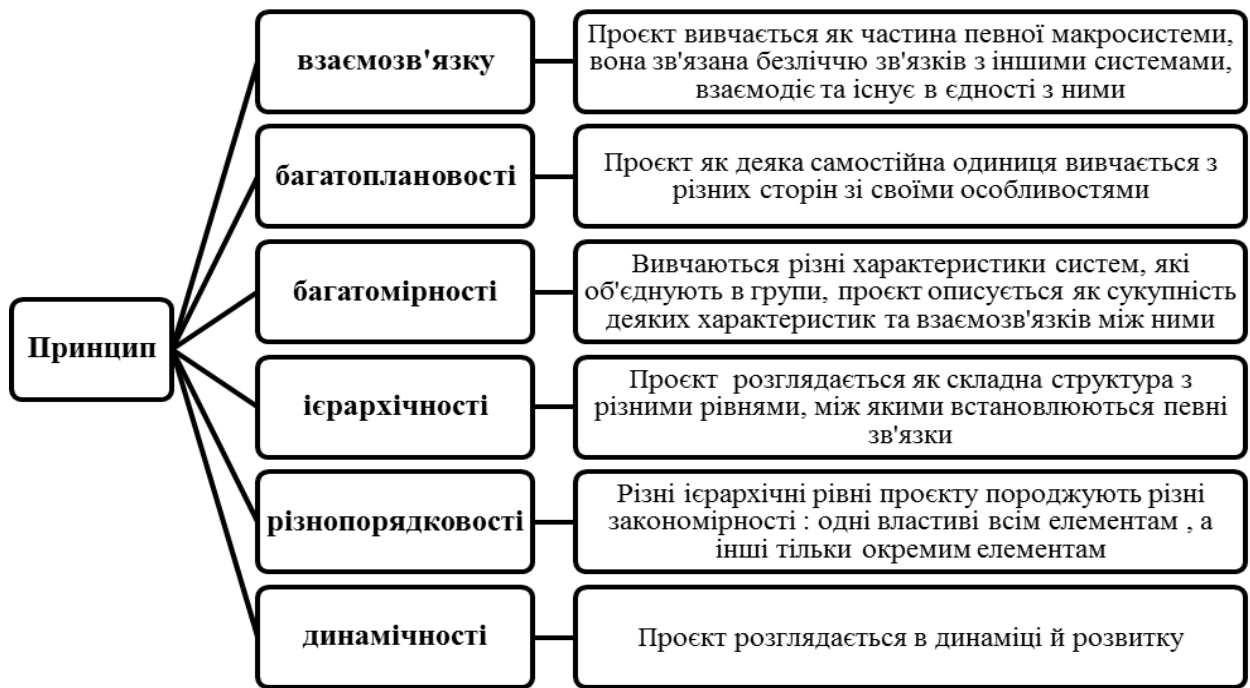 Принцип
взаємозв'язку
Проєкт вивчається як частина певної макросистеми,
вона зв'язана безліччю зв'язків з іншими системами,
взаємодіє та існує в єдності з ними
багатоплановості
Проєкт як деяка самостійна одиниця вивчається з
різних сторін зі своїми особливостями
багатомірності
Вивчаються різні характеристики систем, які
об'єднують в групи, проєкт описується як сукупність
деяких характеристик та взаємозв'язків між ними
ієрархічності
Проєкт  розглядається як складна структура з
різними рівнями, між якими встановлюються певні
зв'язки
різнопорядковості
Різні ієрархічні рівні проєкту породжують різні
закономірності : одні властиві всім елементам , а
інші тільки окремим елементам
динамічності
Проєкт розглядається в динаміці й розвитку